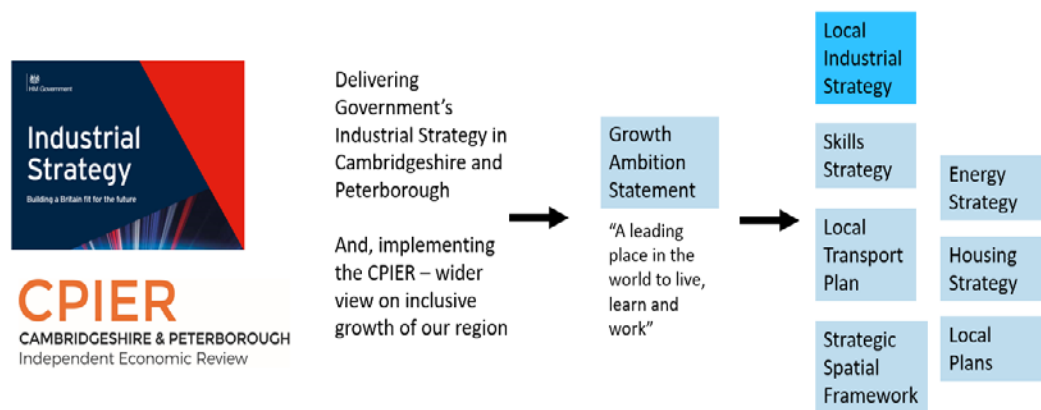 HM Government
Industrial
Strategy
Building a Britain fit for the future
CPIER
CAMBRIDGESHIRE & PETERBOROUGH
Independent Economic Review
Delivering
Government’s
Industrial Strategy in
Cambridgeshire and
Peterborough
And, implementing
the CPIER – wider
view on inclusive
growth of our region
Growth
Ambition
Statement
“A leading
place in the
world to live,
learn and
work”
Local
Industrial
Strategy
Skills
Strategy
Local
Transport
Plan
Strategic
Spatial
Framework
Energy
Strategy
Housing
Strategy
Local
Plans